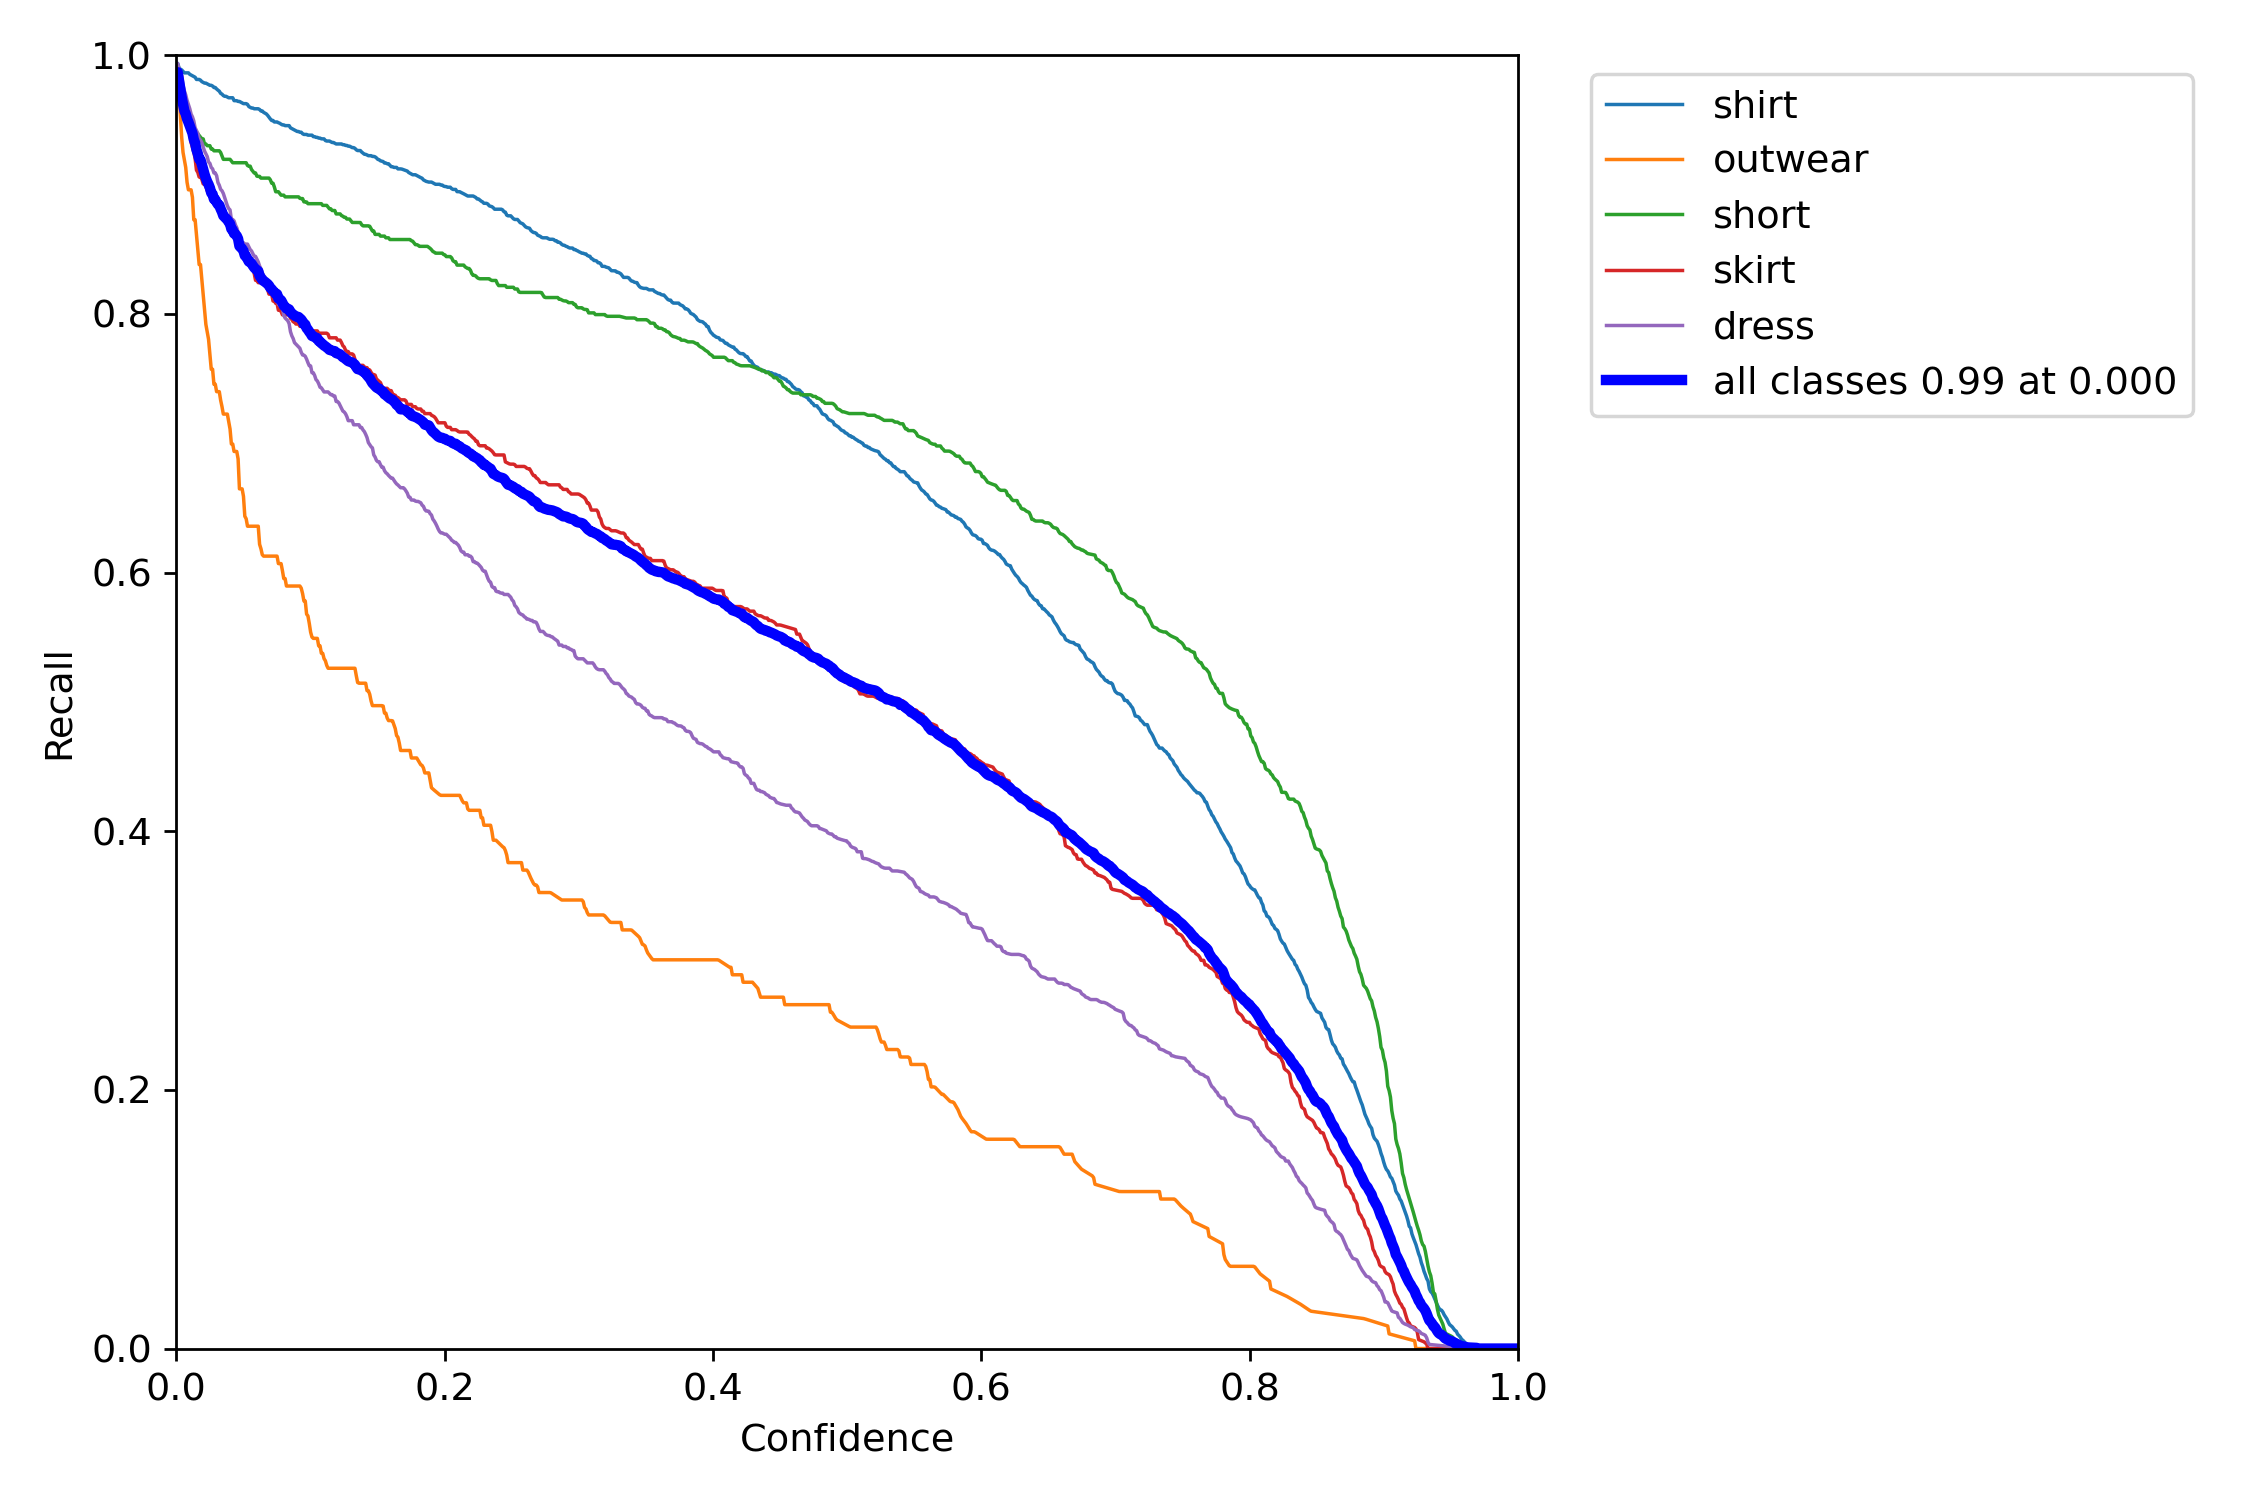 1.0
0.8
0.6
0.4
0.2
0.0
Recall
0.0 0.2 0.4 0.6 0.8 1.0
Confidence
shirt
outwear
short
skirt
dress
all classes 0.99 at 0.000